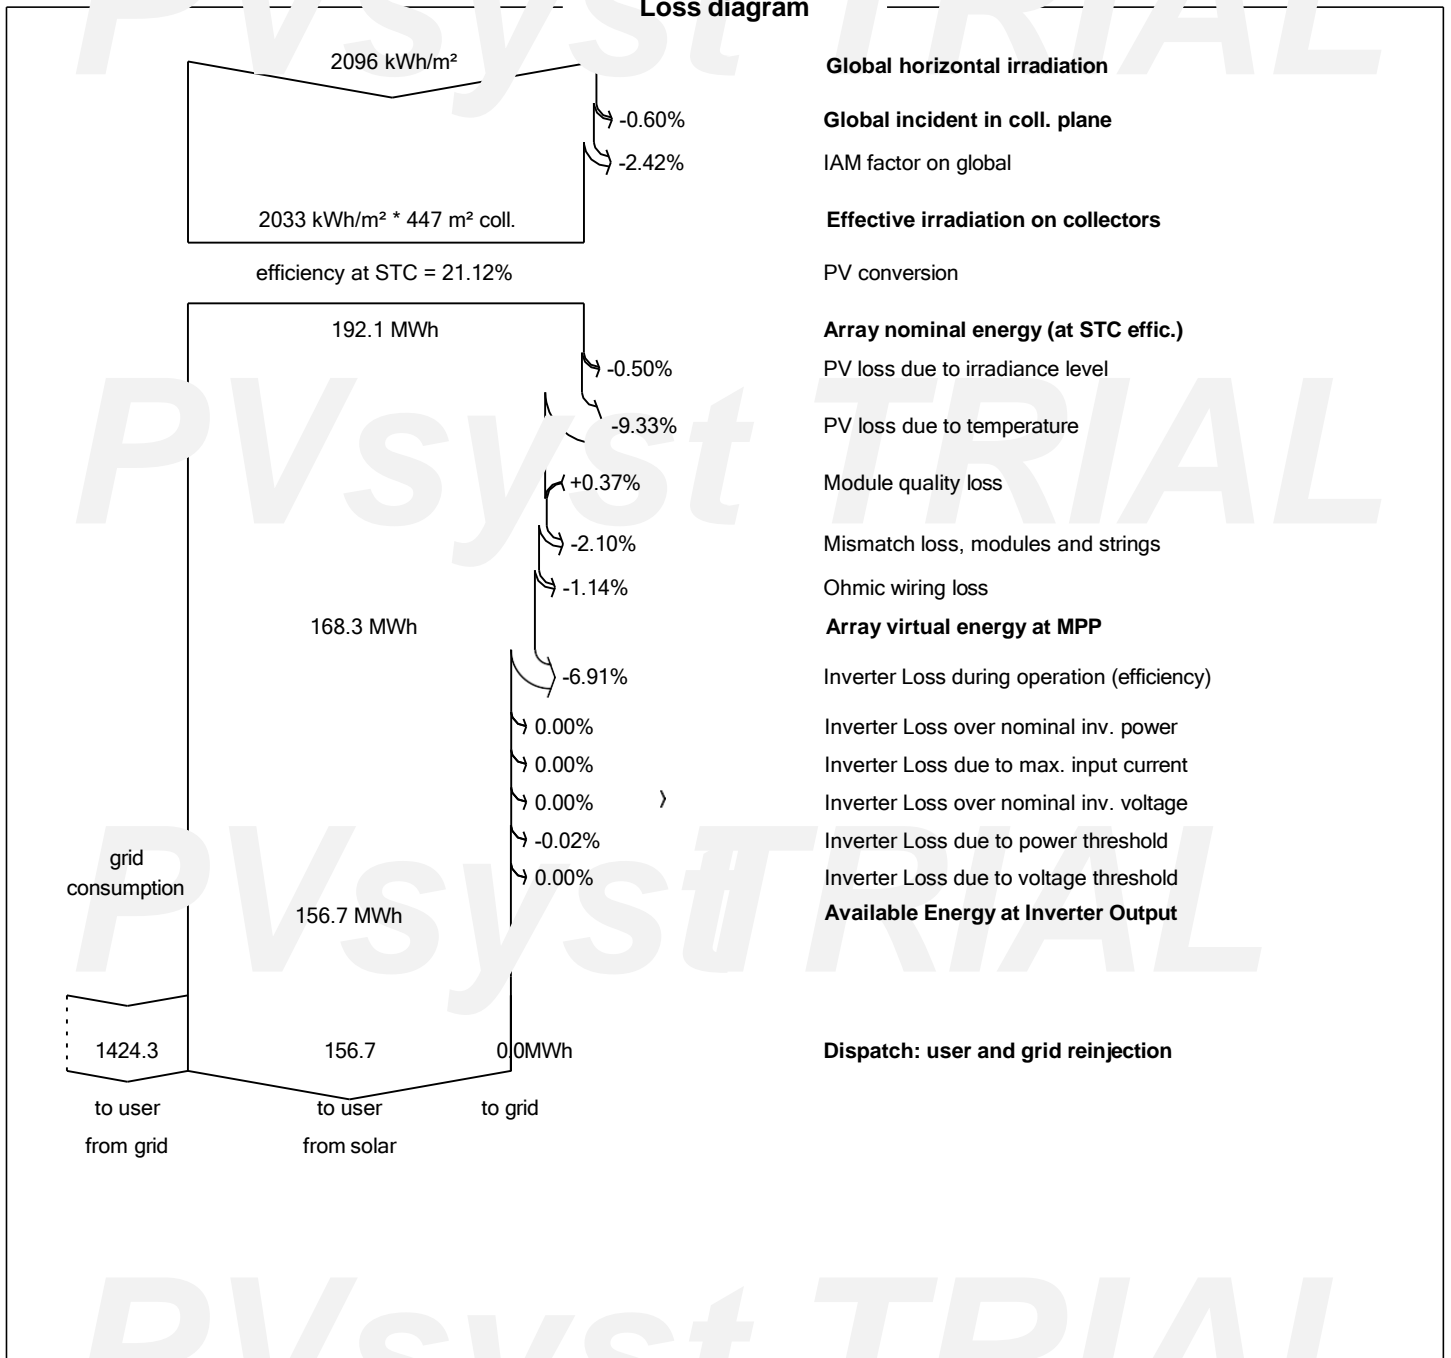 Loss diagram
2096 kWh/m² Global horizontal irradiation
-0.60% Global incident in coll. plane
-2.42% IAM factor on global
2033 kWh/m² * 447 m² coll. Effective irradiation on collectors
efficiency at STC = 21.12% PV conversion
192.1 MWh Array nominal energy (at STC effic.)
-0.50% PV loss due to irradiance level
-9.33% PV loss due to temperature
+0.37% Module quality loss
-2.10% Mismatch loss, modules and strings
-1.14% Ohmic wiring loss
168.3 MWh Array virtual energy at MPP
-6.91% Inverter Loss during operation (efficiency)
0.00% Inverter Loss over nominal inv. power
0.00% Inverter Loss due to max. input current
0.00% Inverter Loss over nominal inv. voltage
-0.02% Inverter Loss due to power threshold
grid
consumption
0.00% Inverter Loss due to voltage threshold
156.7 MWh Available Energy at Inverter Output
1424.3 156.7 0.0MWh Dispatch: user and grid reinjection
to user to user to grid
from grid from solar
PVsyst TRIAL
PVsyst TRIAL
PVsyst TRIAL
PVsyst TRIAL